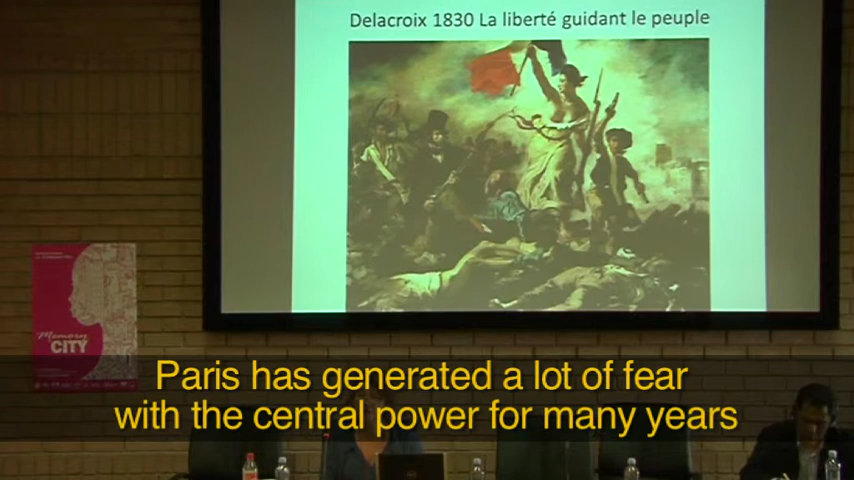 Delacroix 1830 La liberté guidant le peuple
Memory
CITY
Paris has generated a lot of fear
with the central power for many years